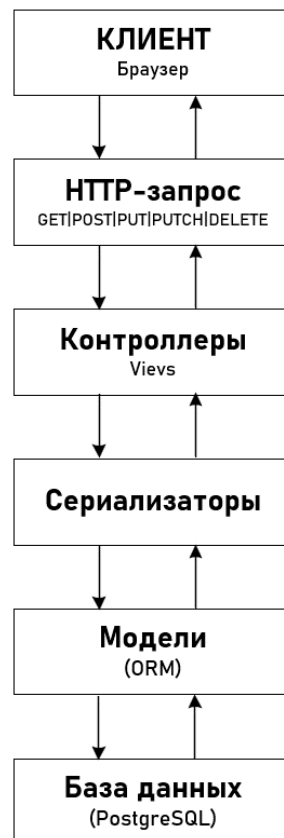 КЛИЕНТ
Браузер
HTTP-запрос
GET|POST|PUT|PUTCH|DELETE
Контроллеры
Vievs
Сериализаторы
Модели
(ORM)
База данных
(PostgreSQL)